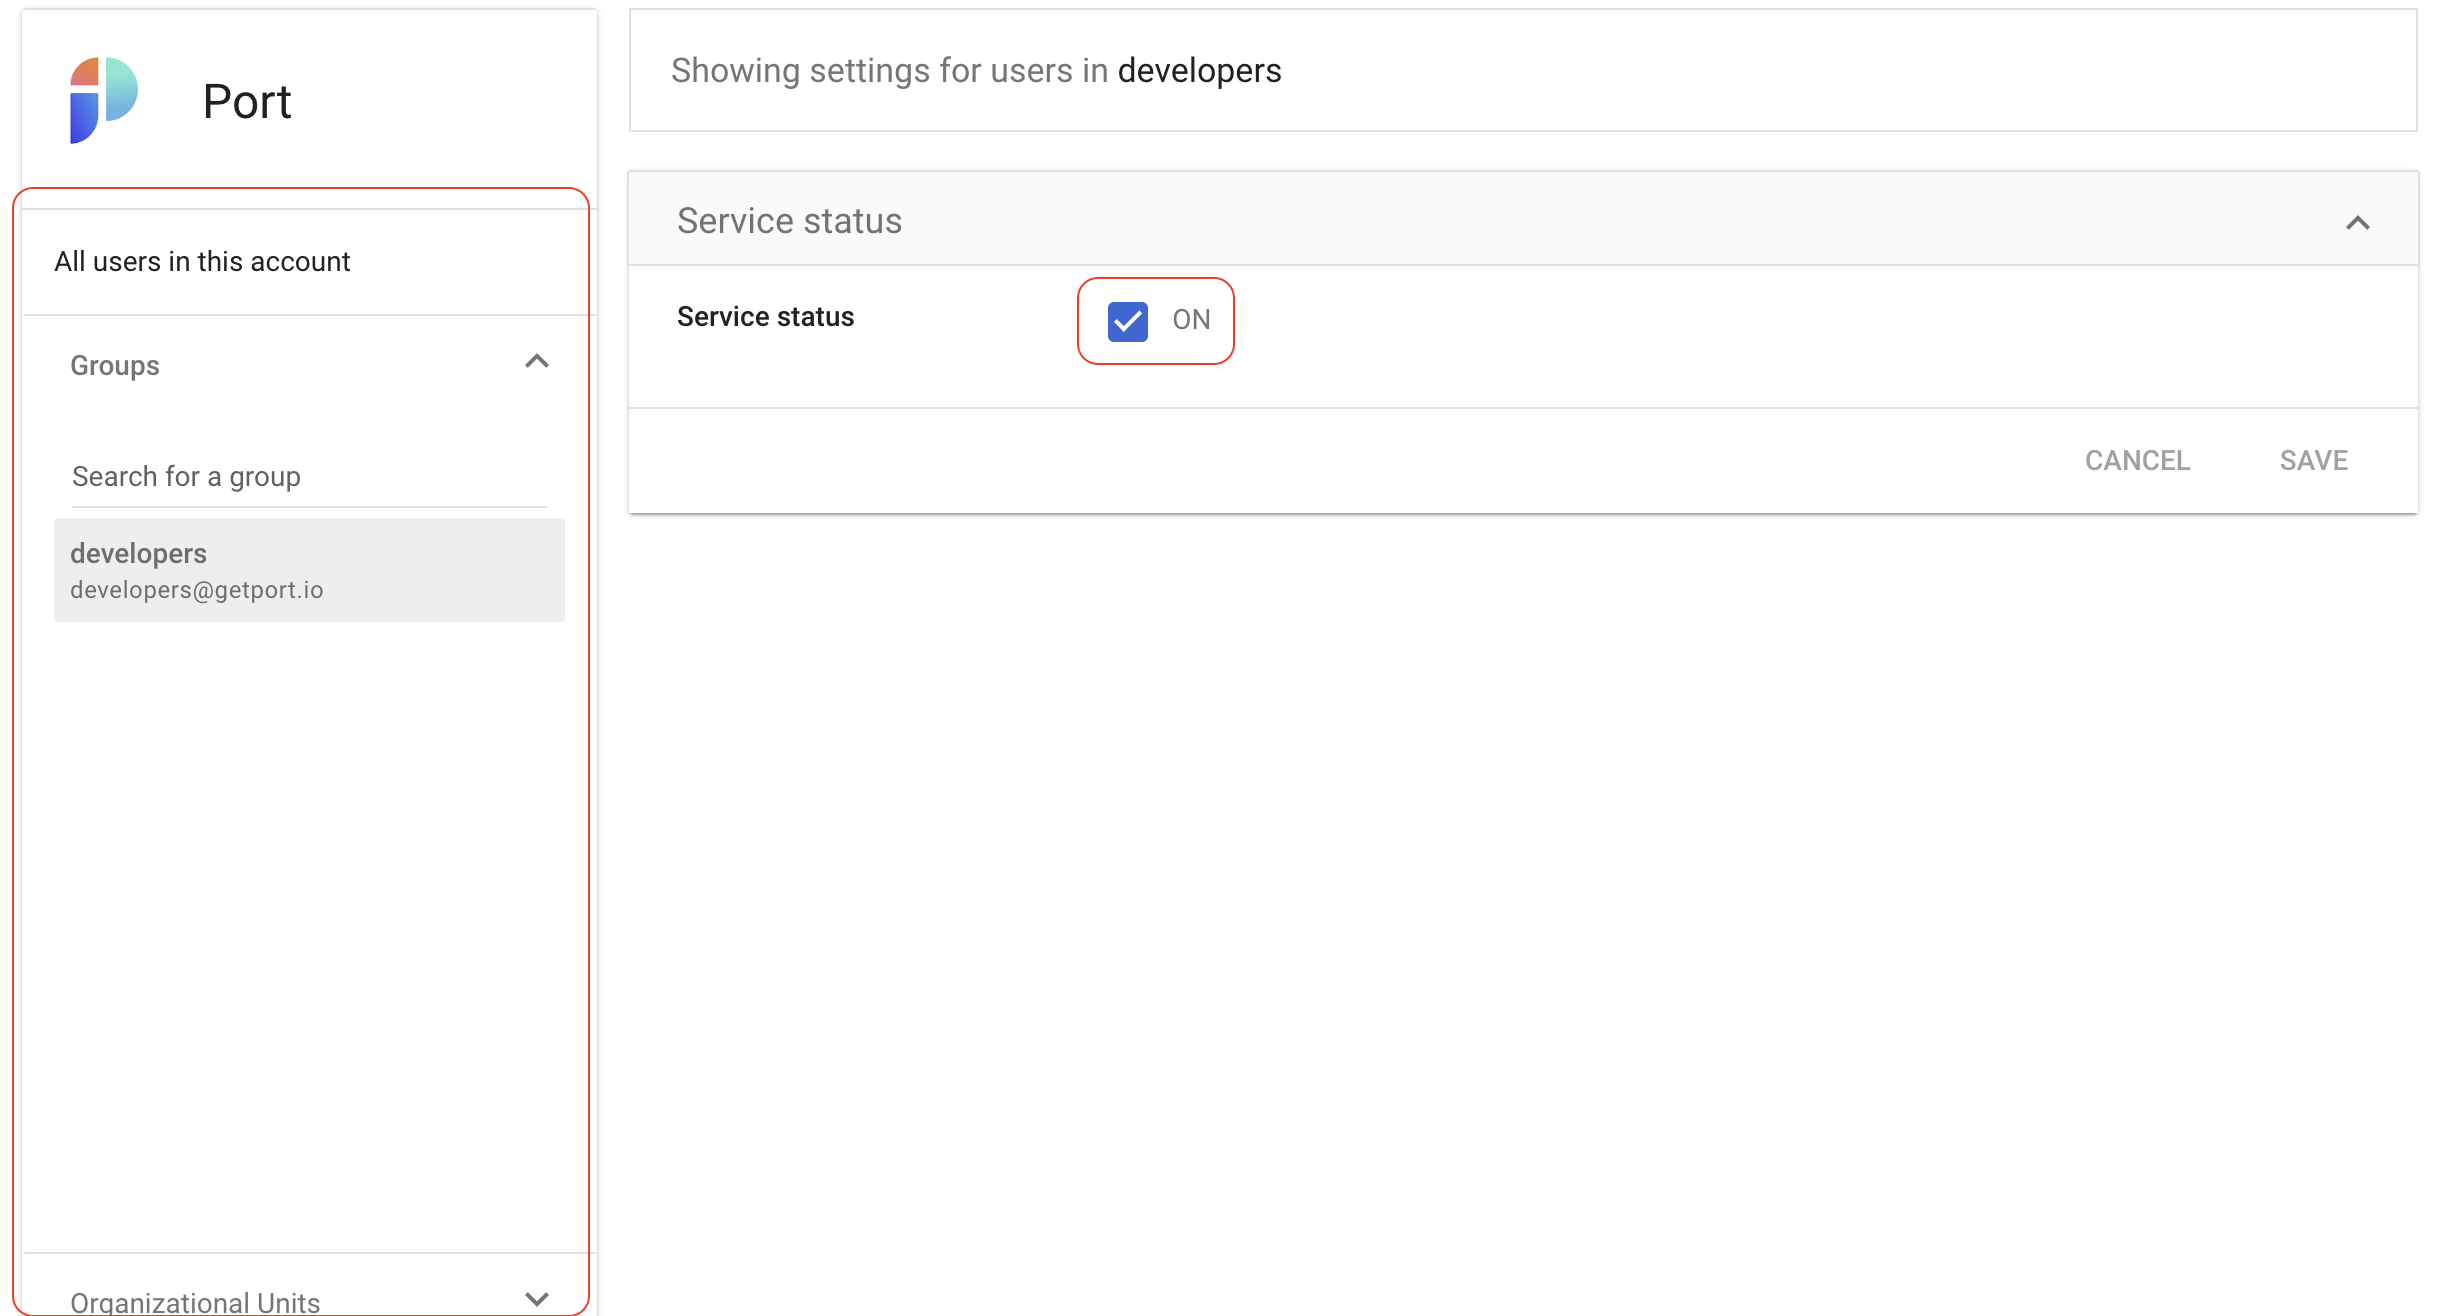 Port
All users in this account
Groups
Search for a group
developers
developers@getport.io
Organizational Units
Showing settings for users in developers
Service status
Service status
ON
CANCEL
SAVE